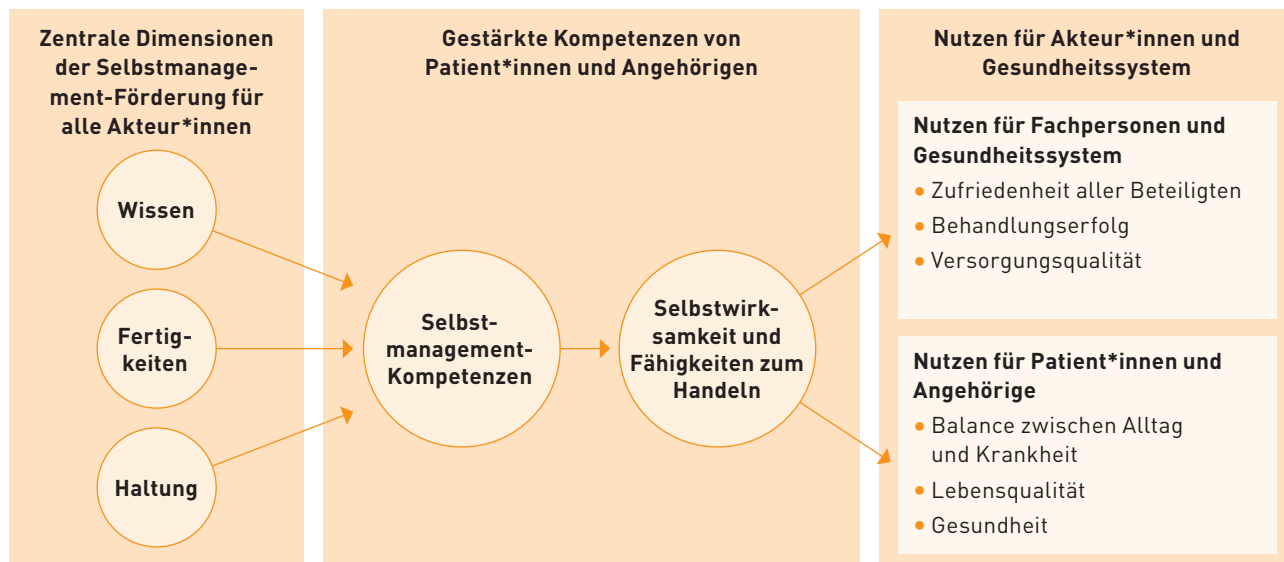 Zentrale Dimensionen
der Selbstmanage-
ment-Förderung für
alle Akteur*innen
Wissen
Fertig-
keiten
Haltung
Gestärkte Kompetenzen von
Patient*innen und Angehörigen
Selbst-
management-
Kompetenzen
Selbstwirk-
samkeit und
Fähigkeiten zum
Handeln
Nutzen für Akteur*innen und
Gesundheitssystem
Nutzen für Fachpersonen und
Gesundheitssystem
• Zufriedenheit aller Beteiligten
• Behandlungserfolg
• Versorgungsqualität
Nutzen für Patient*innen und
Angehörige
• Balance zwischen Alltag
und Krankheit
• Lebensqualität
• Gesundheit